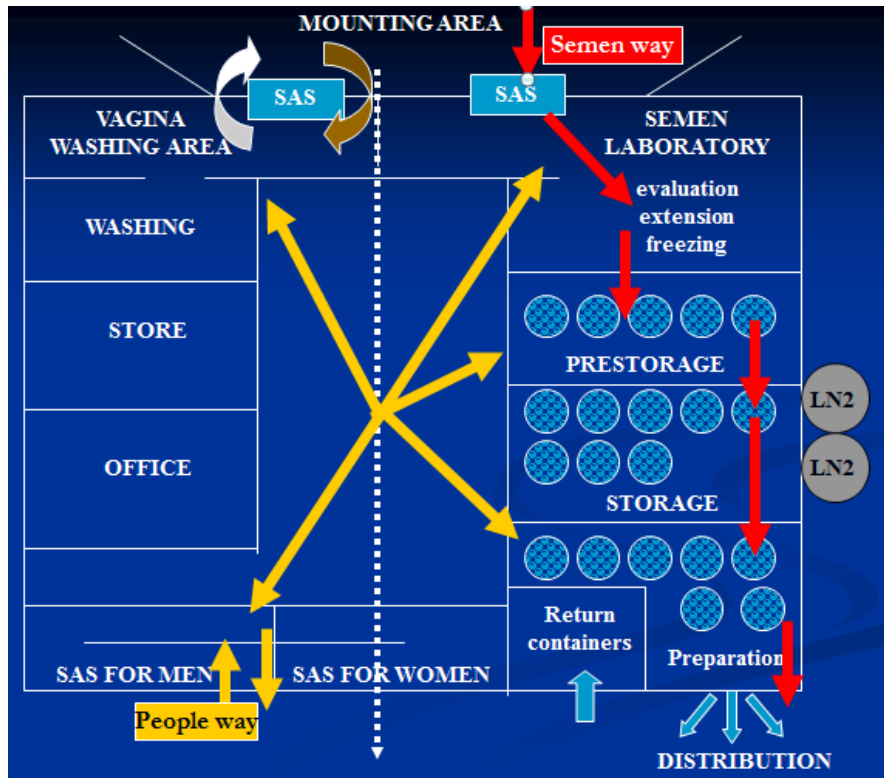 MOUNTING AREA
Semen way
SAS
SAS
VAGINA
WASHING AREA
SEMEN
LABORATORY
evaluation
extension
freezing
WASHING
STORE
PRESTORAGE
LN2
OFFICE
LN2
STORAGE
Return
containers
Preparation
SAS FOR MEN
SAS FOR WOMEN
People way
DISTRIBUTION